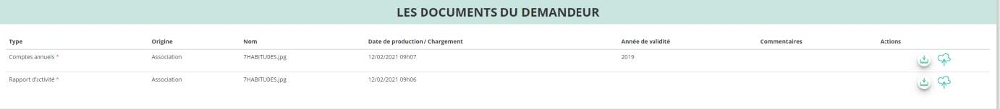 LES DOCUMENTS DU DEMANDEUR
Type Origine Nom Date de production / Chargement Année de validité Commentaires Actions
Comptes annuels * Association 7HABITUDES.jpg 12/02/2021 09h07 2019
Rapport d'activité * Association 7HABITUDES.jpg 12/02/2021 09h06